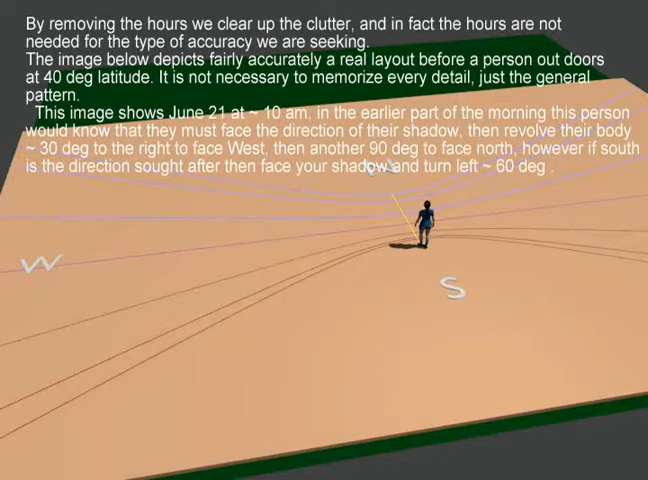 By removing the hours we clear up the clutter, and in fact the hours are not
needed for the type of accuracy we are seeking.
The image below depicts fairly accurately a real layout before a person out doors
at 40 deg latitude. It is not necessary to memorize every detail, just the general
pattern.
This image shows June 21 at ~ 10 am, in the earlier part of the morning this person
would know that they must face the direction of their shadow, then revolve their body
~ 30 deg to the right to face West, then another 90 deg to face north, however if south
is the direction sought after then face your shadow and turn left ~ 60 deg .
W
S